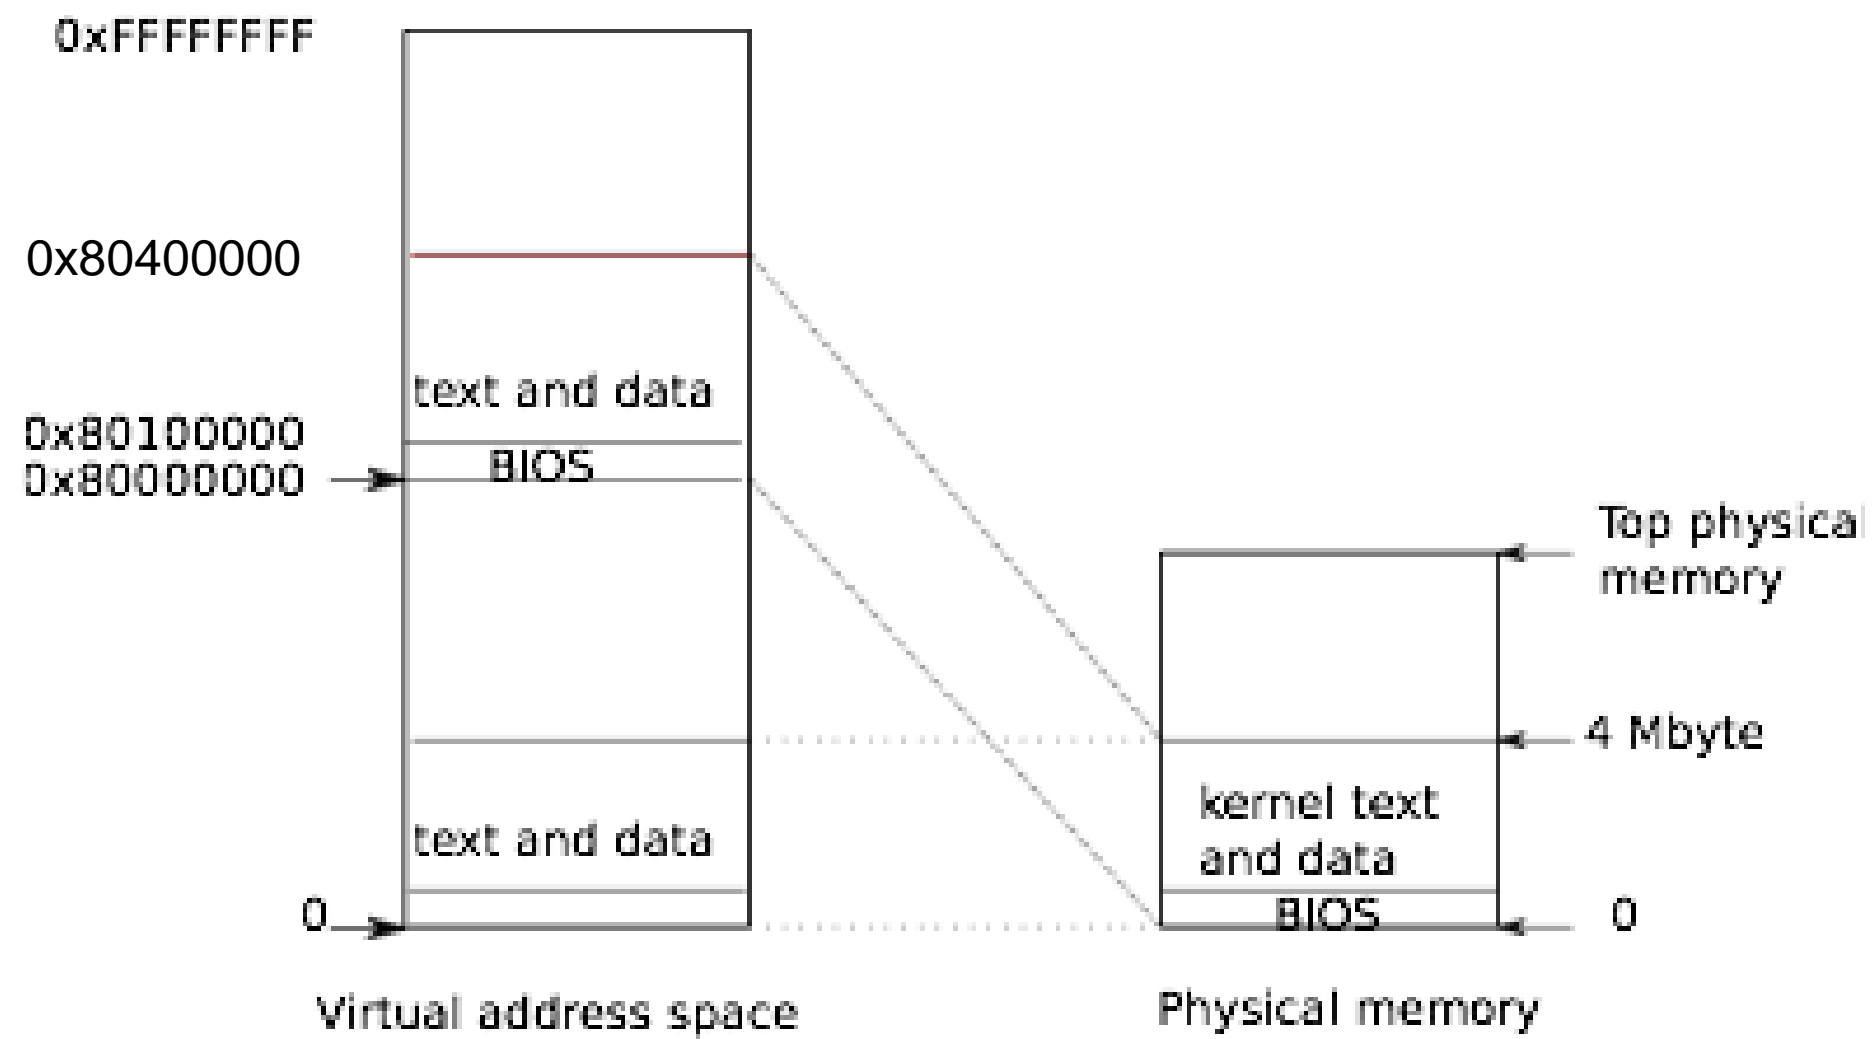 0xFFFFFFFF
0x80400000
text and data
0x80100000
BIOS
0x80000000
Top physical
memory
4 Mbyte
kernel text
text and data
and data
0
BIOS
0
Virtual address space
Physical memory